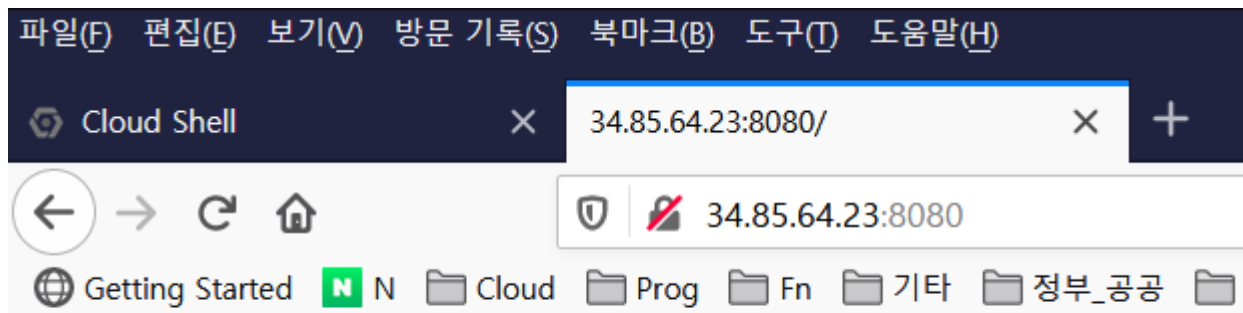 파일(F) 편집(E) 보기(V) 방문 기록(S) 북마크(B) 도구(T) 도움말(H)
Cloud Shell 34.85.64.23:8080/
34.85.64.23:8080
Getting Started N N Cloud Prog Fn 기타 정부_공공